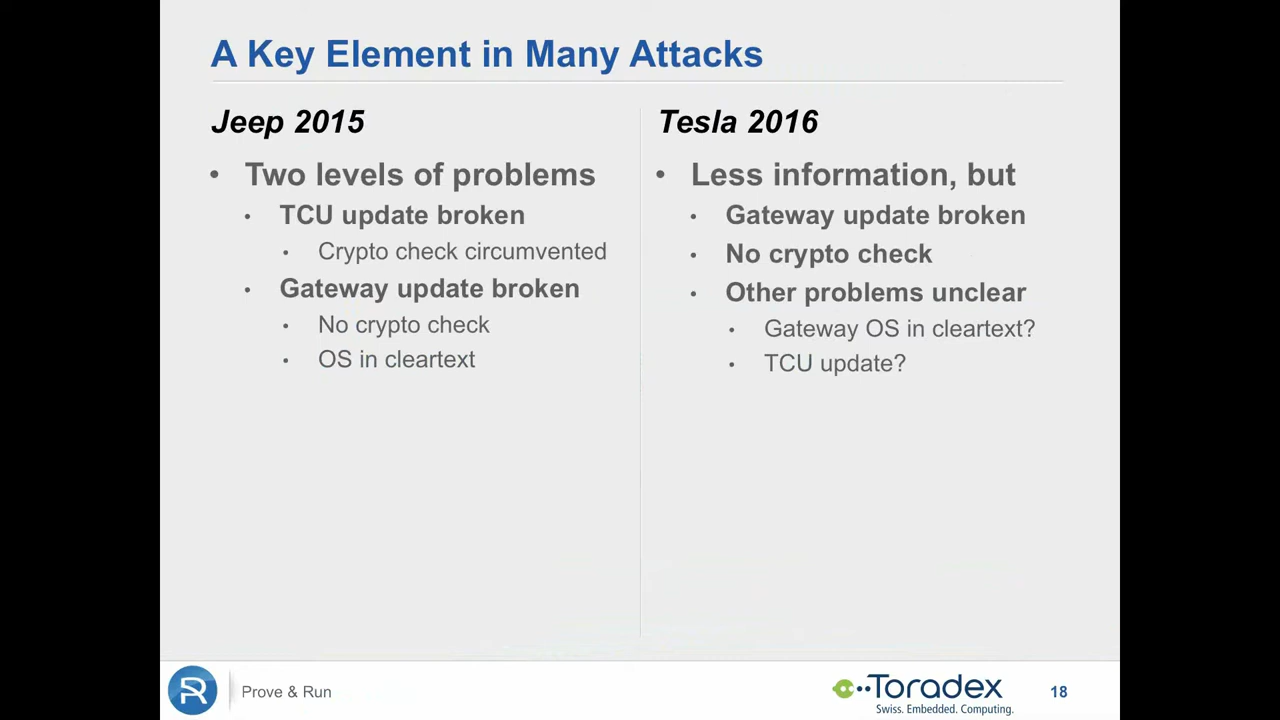 A Key Element in Many Attacks
Jeep 2015
• Two levels of problems
• TCU update broken
• Crypto check circumvented
• Gateway update broken
• No crypto check
• OS in cleartext
Tesla 2016
• Less information, but
• Gateway update broken
• No crypto check
• Other problems unclear
• Gateway OS in cleartext?
• TCU update?
Prove & Run
Toradex
Swiss. Embedded. Computing.
18